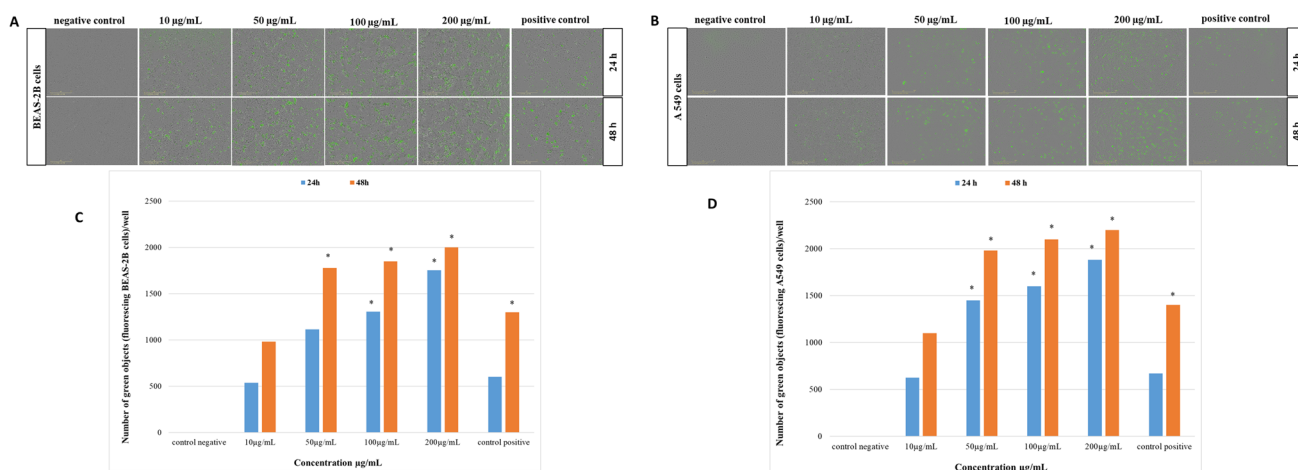 A
negative control
10 µg/mL
50 µg/mL
100 µg/mL
200 µg/mL
positive control
BEAS-2B cells
24 h
48 h
B
negative control
10 µg/mL
50 µg/mL
100 µg/mL
200 µg/mL
positive control
A 549 cells
24 h
48 h
C
24h
48h
Number of green objects (fluorescing BEAS-2B cells)/well
2500
2000
1500
1000
500
0
* * * * * *
control negative
10µg/mL
50µg/mL
100µg/mL
200µg/mL
control positive
Concentration µg/mL
D
24 h
48 h
Number of green objects (fluorescing A549 cells)/well
2500
2000
1500
1000
500
0
* * * * * * *
control negative
10µg/mL
50µg/mL
100µg/mL
200µg/mL
control positive
Concentration µg/mL